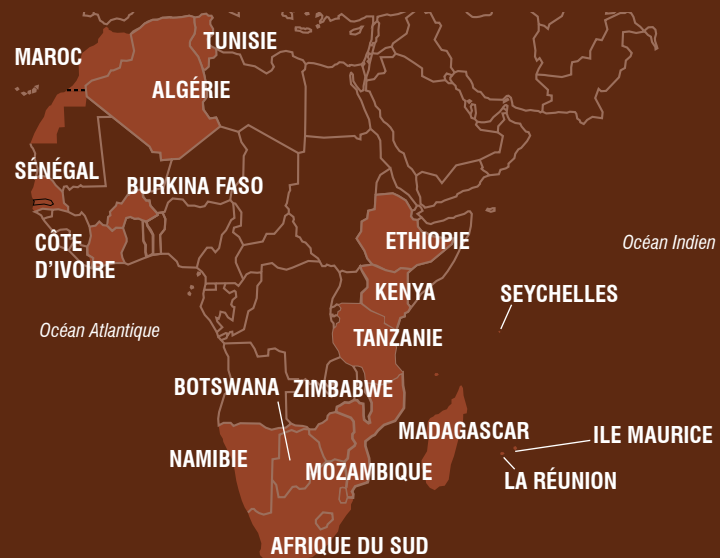 TUNISIE
MAROC
ALGÉRIE
SÉNÉGAL
BURKINA FASO
CÔTE
D'IVOIRE
ETHIOPIE
Océan Indien
KENYA
SEYCHELLES
Océan Atlantique
TANZANIE
BOTSWANA
ZIMBABWE
MADAGASCAR
ILE MAURICE
NAMIBIE
MOZAMBIQUE
LA RÉUNION
AFRIQUE DU SUD